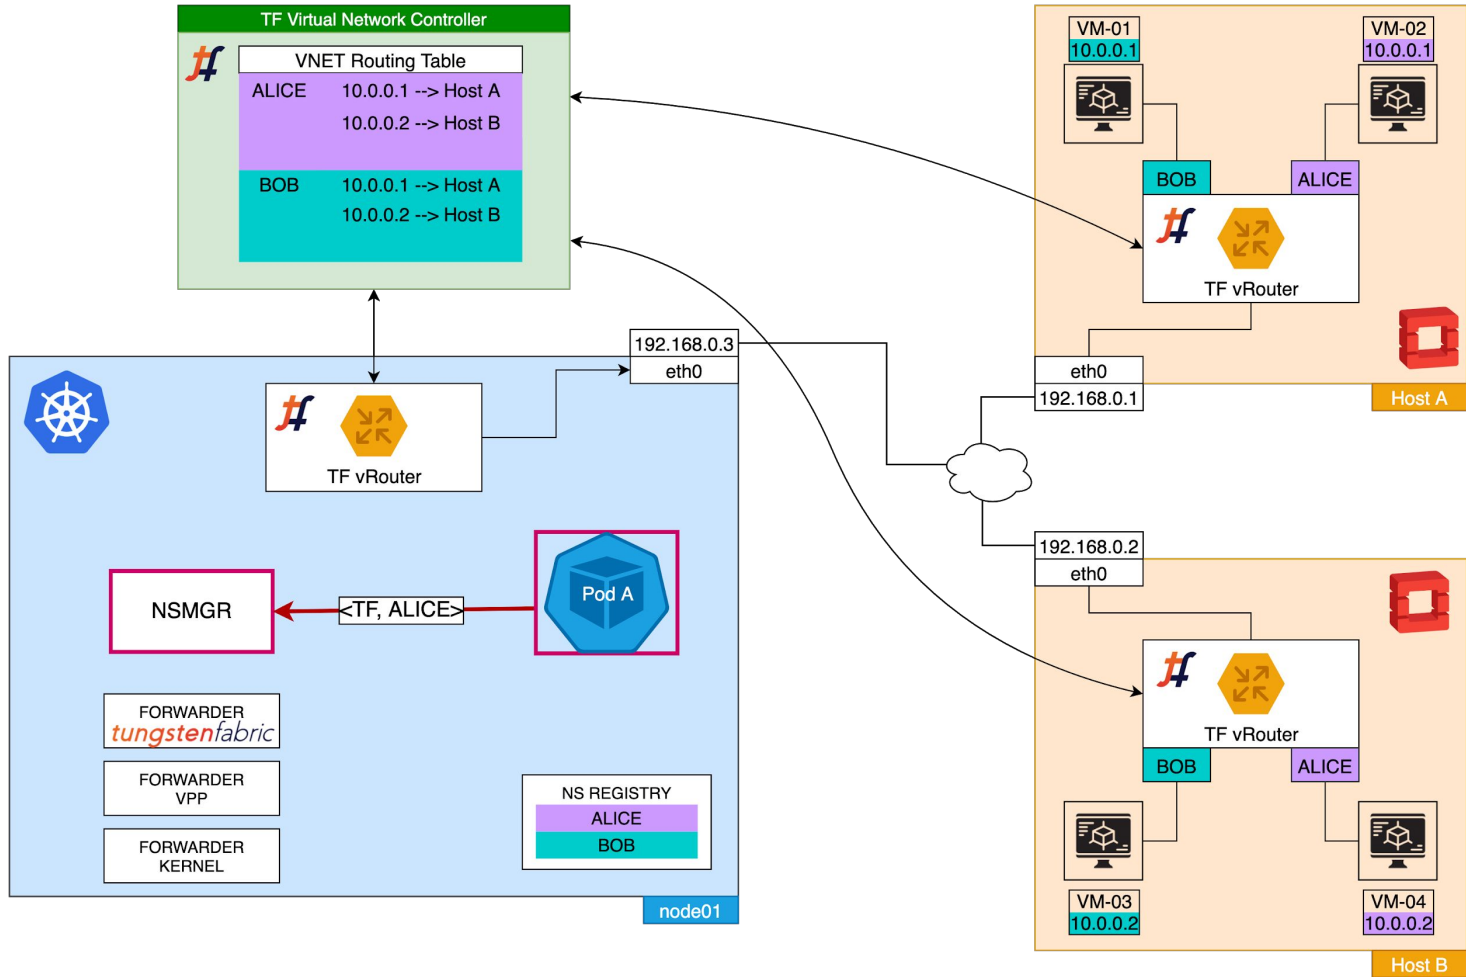 TF Virtual Network Controller
VNET Routing Table
ALICE 10.0.0.1 --> Host A
10.0.0.2 --> Host B
BOB 10.0.0.1 --> Host A
10.0.0.2 --> Host B
VM-01
10.0.0.1
VM-02
10.0.0.1
BOB
ALICE
TF vRouter
eth0
192.168.0.1
Host A
192.168.0.3
eth0
TF vRouter
NSMGR
<TF, ALICE>
Pod A
FORWARDER
tungstenfabric
FORWARDER
VPP
FORWARDER
KERNEL
NS REGISTRY
ALICE
BOB
node01
192.168.0.2
eth0
TF vRouter
BOB
ALICE
VM-03
10.0.0.2
VM-04
10.0.0.2
Host B